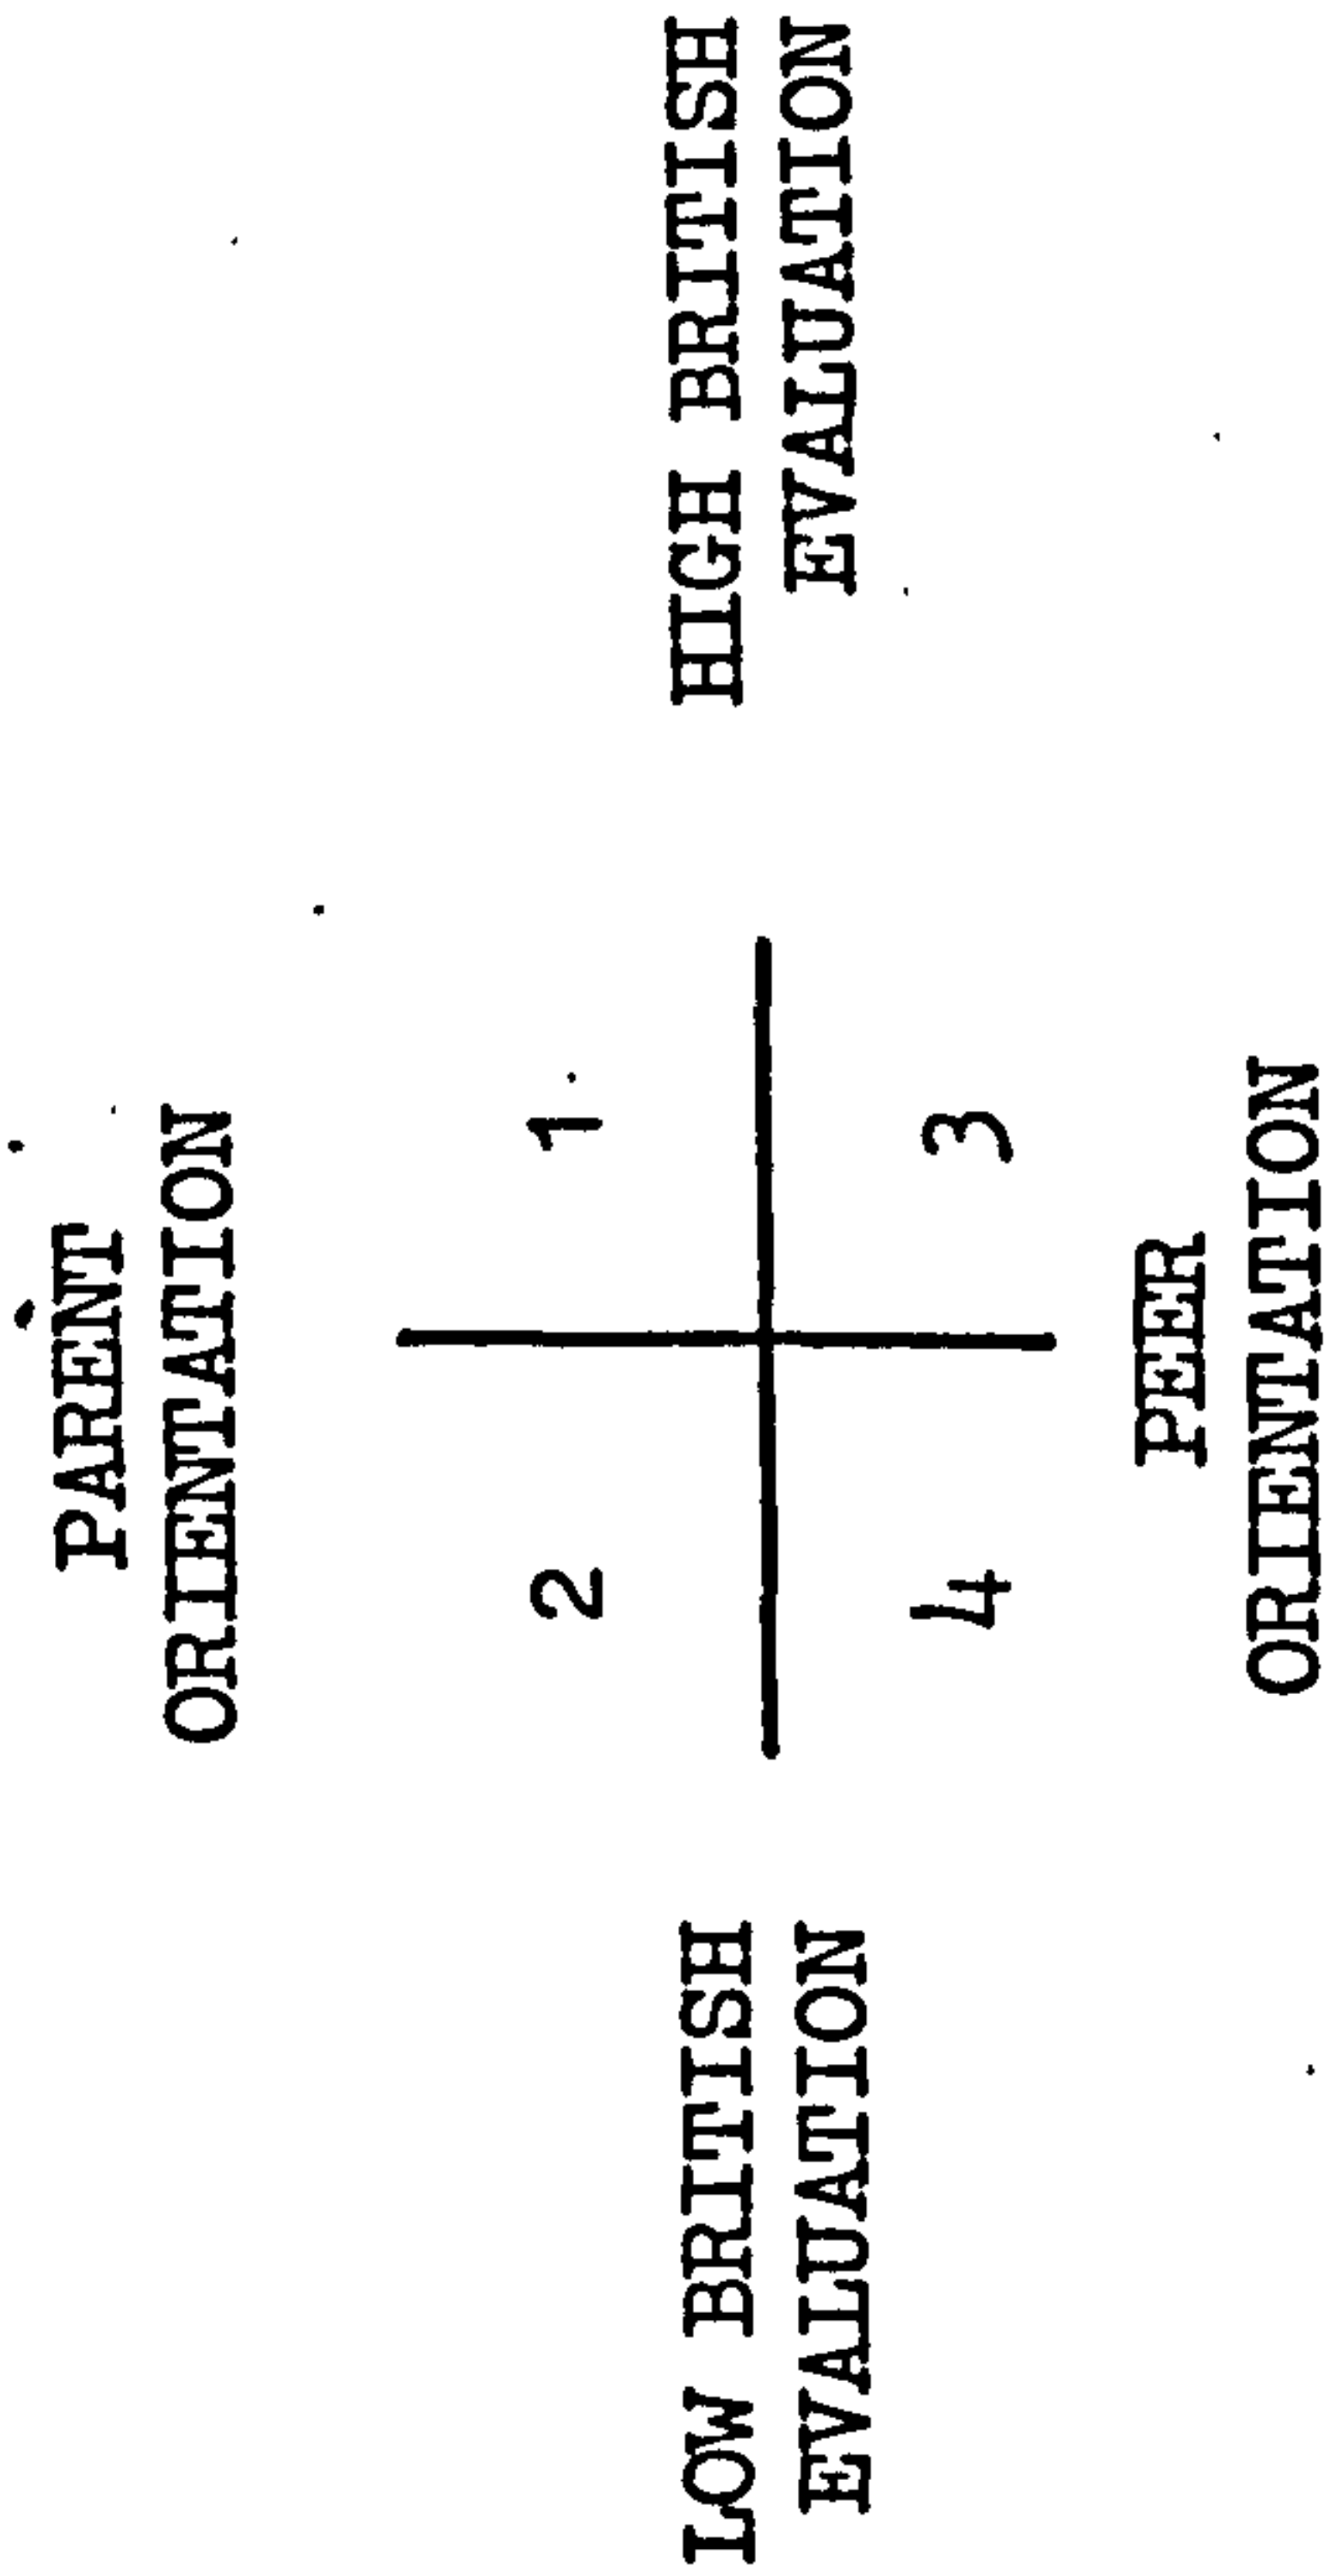 PARENT
ORIENTATION
2
1
LOW BRITISH
EVALUATION
HIGH BRITISH
EVALUATION
4
3
PEER
ORIENTATION